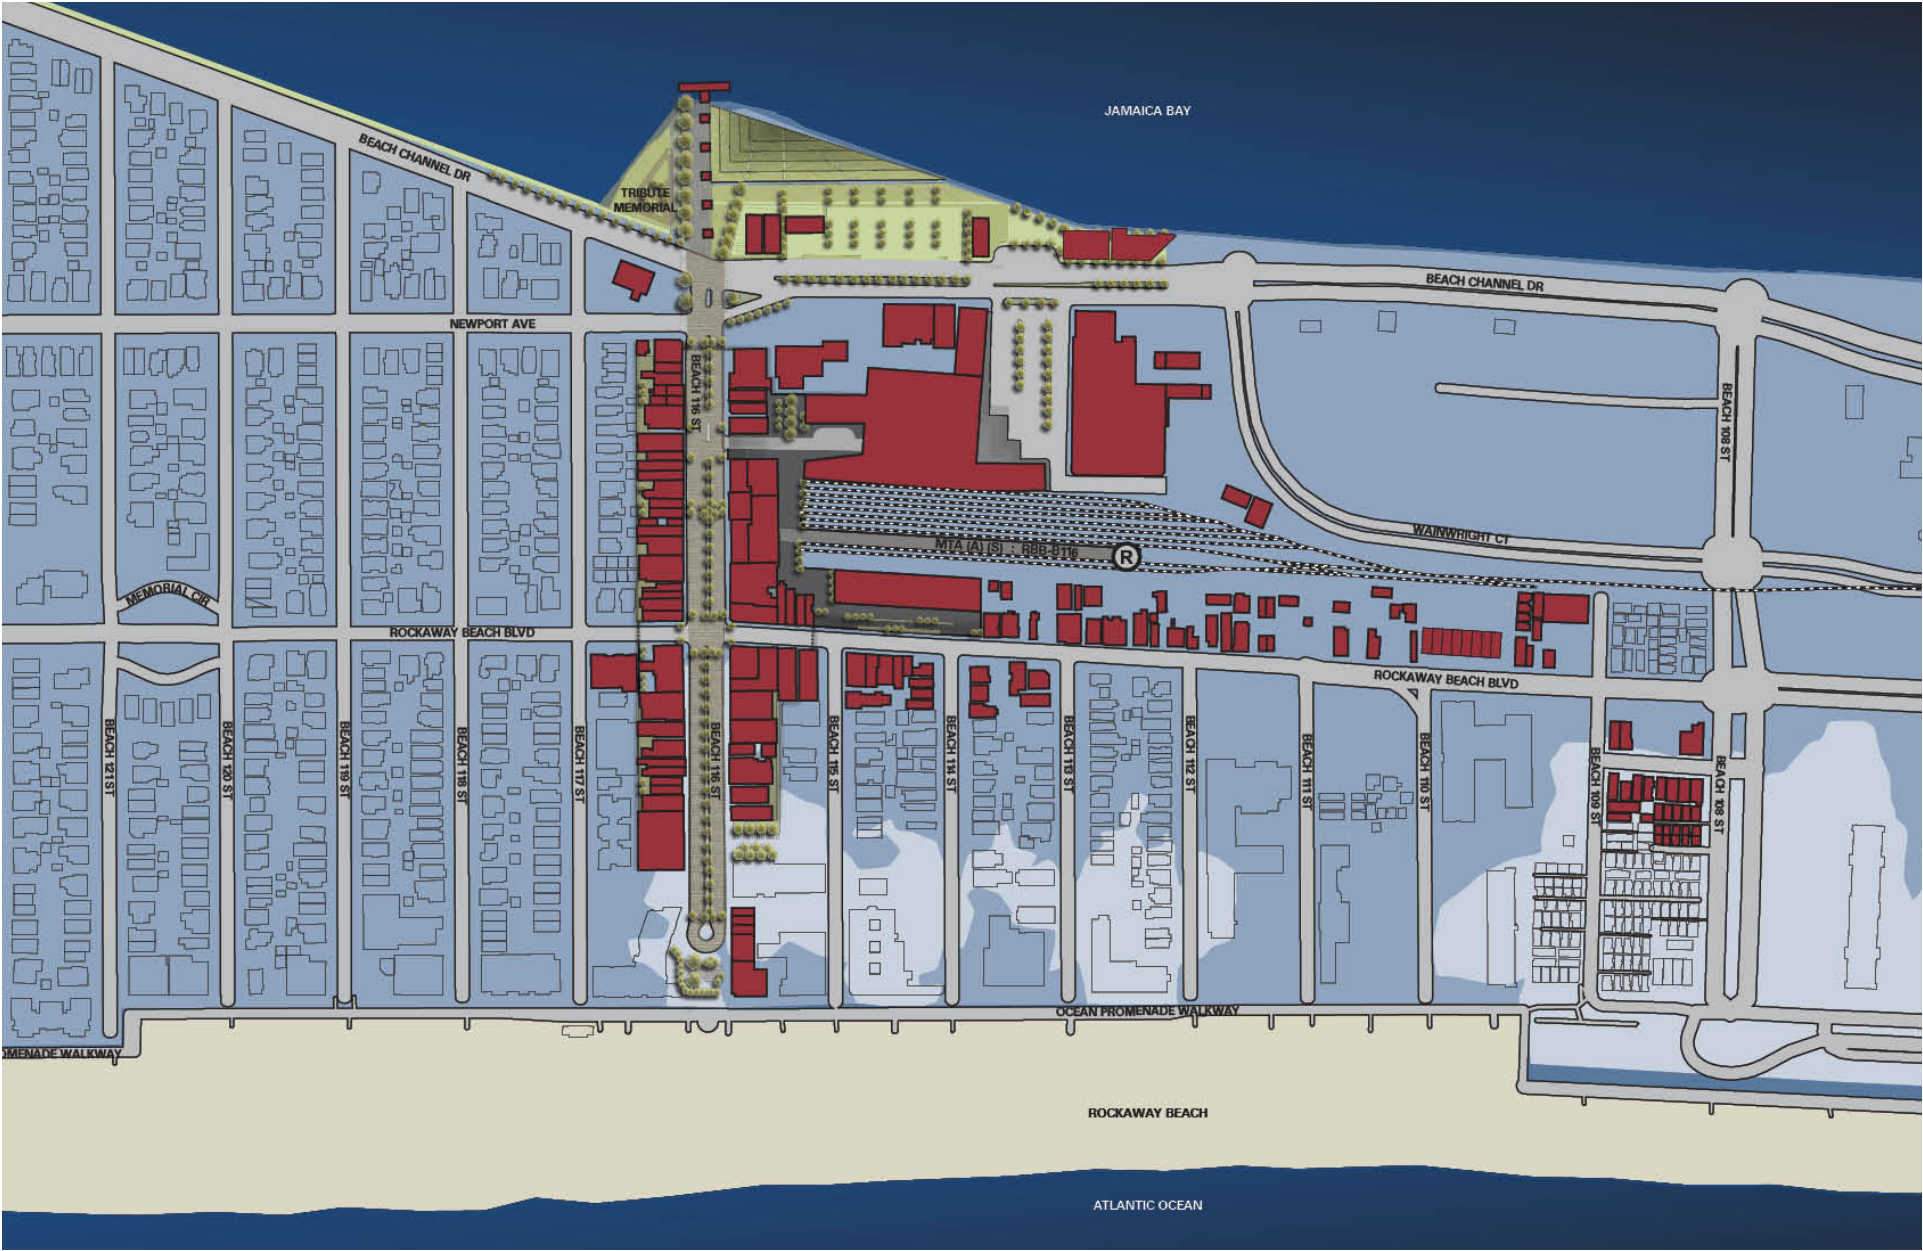 JAMAICA BAY
BEACH CHANNEL DR
TRIBUTE
MEMORIAL
BEACH CHANNEL DR
NEWPORT AVE
BEACH 116 ST
BEACH 108 ST
WAINWRIGHT CT
MTA (A) (S) : RBB-B116
R
MEMORIAL CIR
ROCKAWAY BEACH BLVD
ROCKAWAY BEACH BLVD
BEACH 121 ST
BEACH 120 ST
BEACH 119 ST
BEACH 118 ST
BEACH 117 ST
BEACH 116 ST
BEACH 115 ST
BEACH 114 ST
BEACH 113 ST
BEACH 112 ST
BEACH 111 ST
BEACH 110 ST
BEACH 109 ST
BEACH 108 ST
OCEAN PROMENADE WALKWAY
OMENADE WALKWAY
ROCKAWAY BEACH
ATLANTIC OCEAN